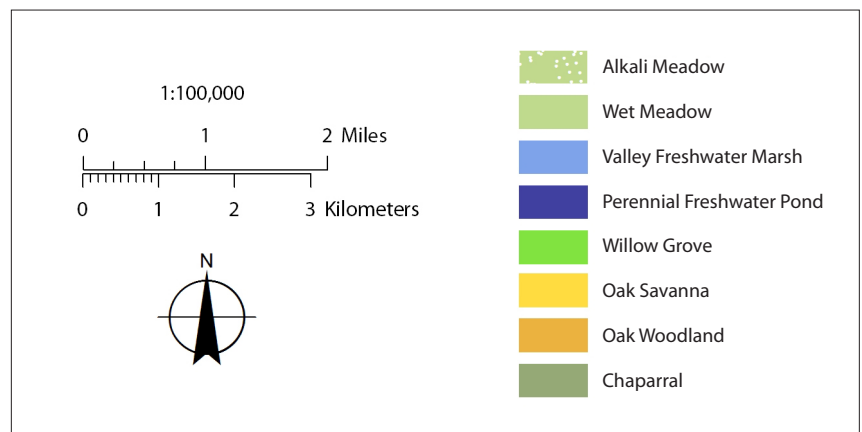 1:100,000
0 1 2 Miles
0 1 2 3 Kilometers
N
Alkali Meadow
Wet Meadow
Valley Freshwater Marsh
Perennial Freshwater Pond
Willow Grove
Oak Savanna
Oak Woodland
Chaparral